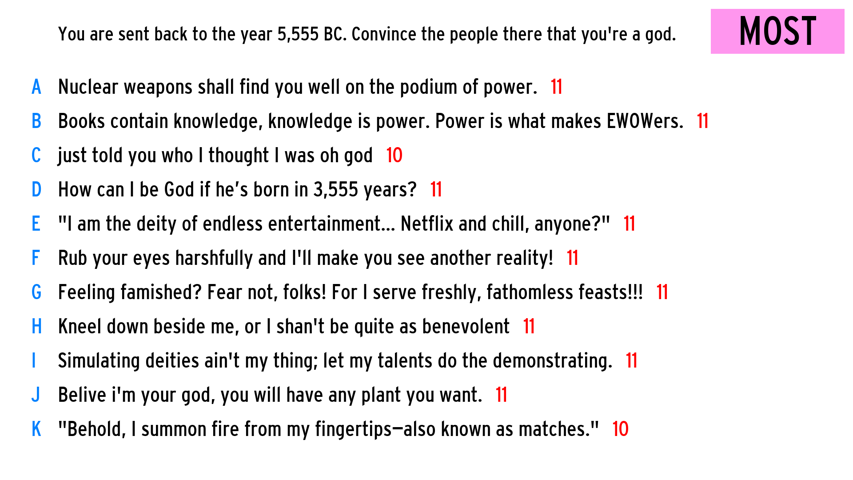 You are sent back to the year 5,555 BC. Convince the people there that you're a god.
MOST
A Nuclear weapons shall find you well on the podium of power. 11
B Books contain knowledge, knowledge is power. Power is what makes EWOWers. 11
C just told you who I thought I was oh god 10
D How can I be God if he’s born in 3,555 years? 11
E "I am the deity of endless entertainment... Netflix and chill, anyone?" 11
F Rub your eyes harshfully and I'll make you see another reality! 11
G Feeling famished? Fear not, folks! For I serve freshly, fathomless feasts!!! 11
H Kneel down beside me, or I shan't be quite as benevolent 11
I Simulating deities ain't my thing; let my talents do the demonstrating. 11
J Belive i'm your god, you will have any plant you want. 11
K "Behold, I summon fire from my fingertips—also known as matches." 10